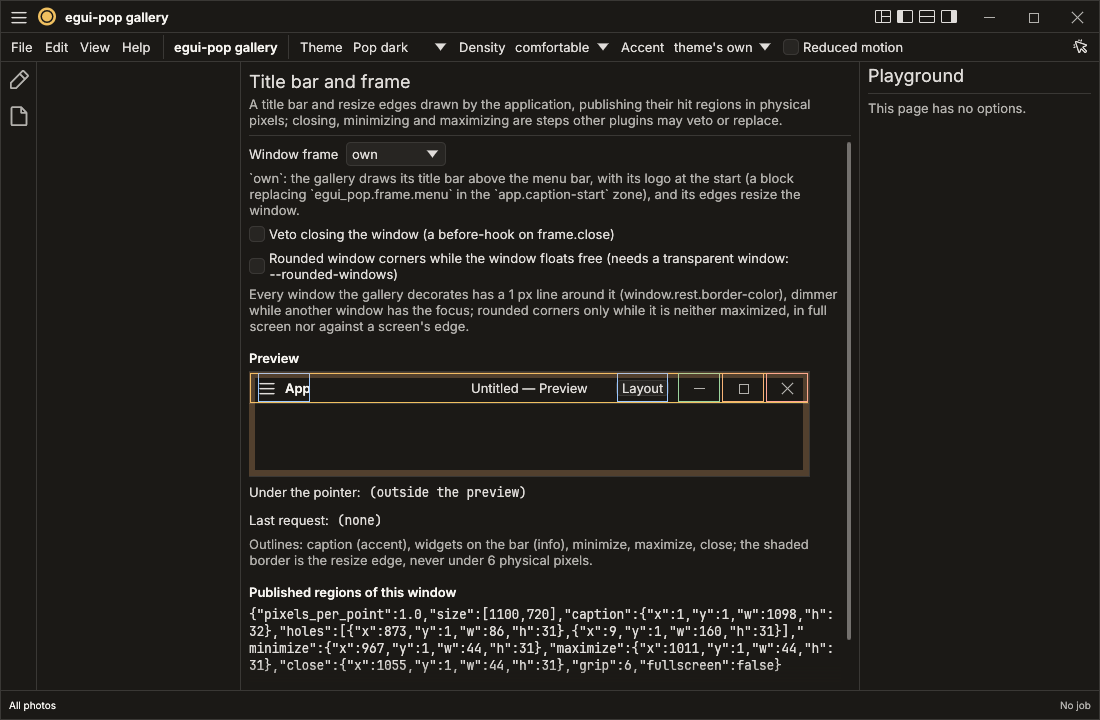 egui-pop gallery
File Edit View Help egui-pop gallery Theme Pop dark Density comfortable Accent theme's own Reduced motion
Title bar and frame
A title bar and resize edges drawn by the application, publishing their hit regions in physical
pixels; closing, minimizing and maximizing are steps other plugins may veto or replace.
Window frame own
`own`: the gallery draws its title bar above the menu bar, with its logo at the start (a block
replacing `egui_pop.frame.menu` in the `app.caption-start` zone), and its edges resize the
window.
Veto closing the window (a before-hook on frame.close)
Rounded window corners while the window floats free (needs a transparent window:
--rounded-windows)
Every window the gallery decorates has a 1 px line around it (window.rest.border-color), dimmer
while another window has the focus; rounded corners only while it is neither maximized, in full
screen nor against a screen's edge.
Preview
App Untitled — Preview Layout
Under the pointer: (outside the preview)
Last request: (none)
Outlines: caption (accent), widgets on the bar (info), minimize, maximize, close; the shaded
border is the resize edge, never under 6 physical pixels.
Published regions of this window
{"pixels_per_point":1.0,"size":[1100,720],"caption":{"x":1,"y":1,"w":1098,"h":
32},"holes":[{"x":873,"y":1,"w":86,"h":31},{"x":9,"y":1,"w":160,"h":31}],"
minimize":{"x":967,"y":1,"w":44,"h":31},"maximize":{"x":1011,"y":1,"w":44,"h":
31},"close":{"x":1055,"y":1,"w":44,"h":31},"grip":6,"fullscreen":false}
Playground
This page has no options.
All photos
No job